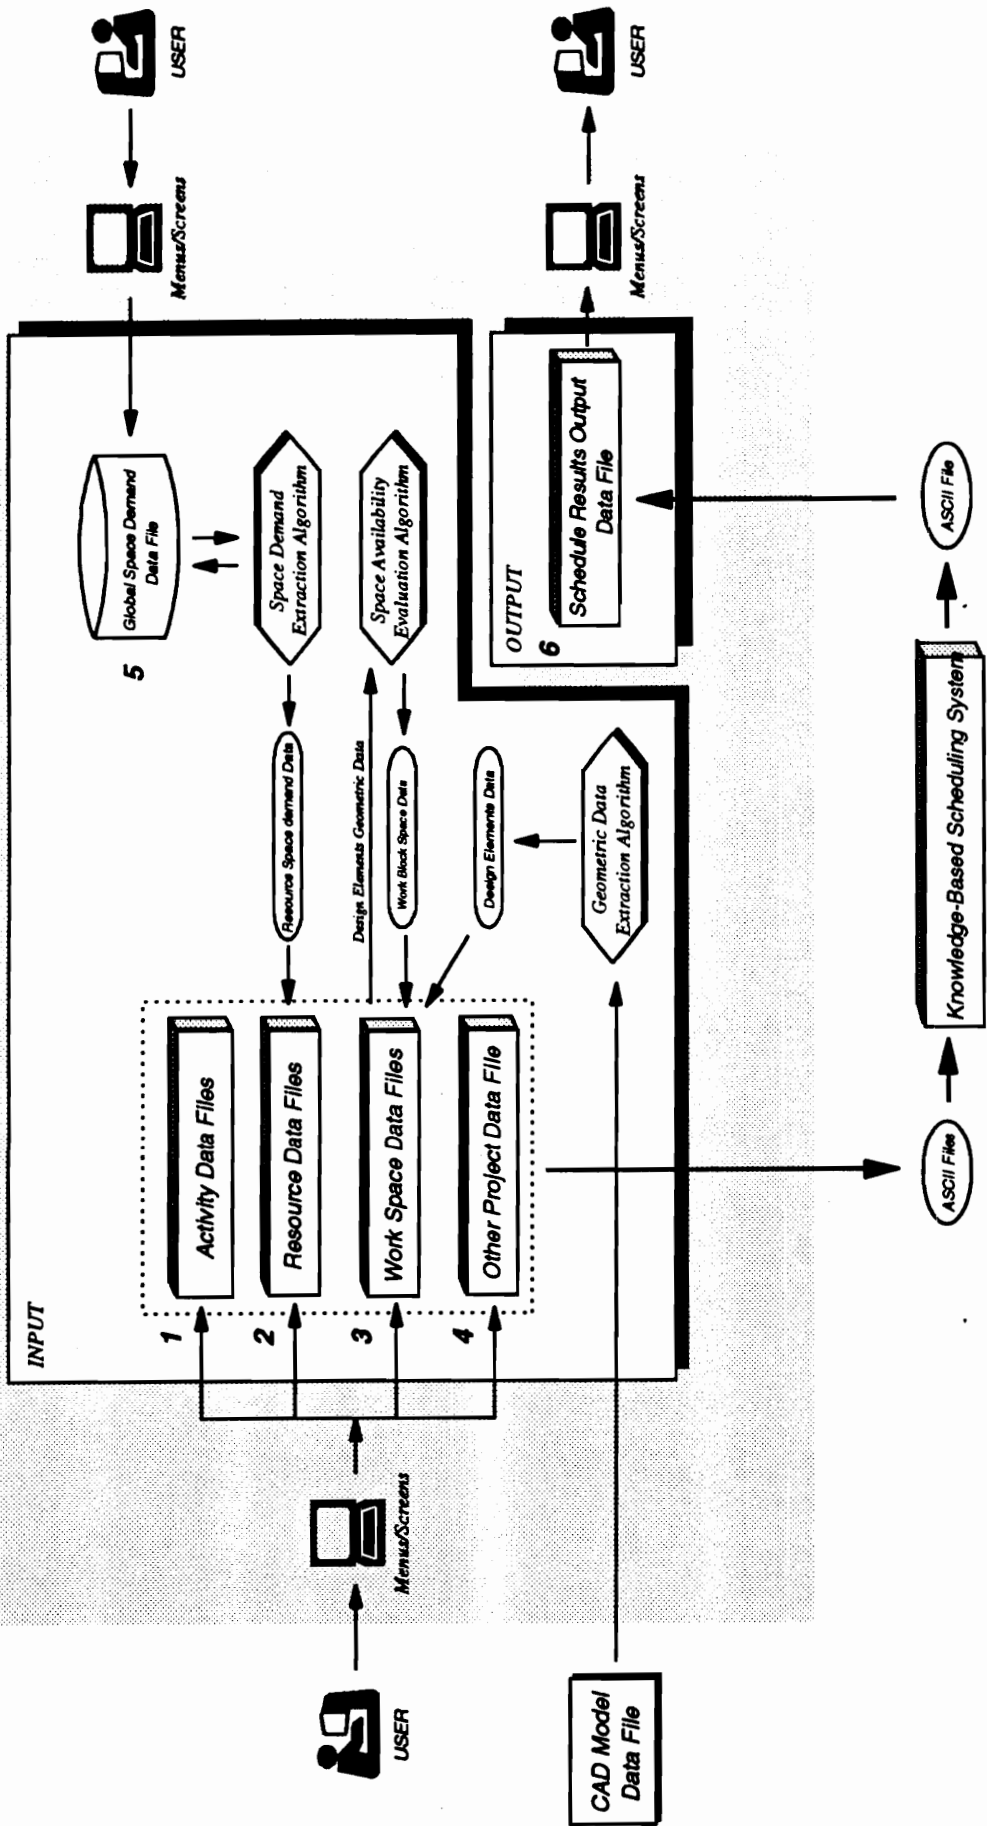 INPUT
USER
Menus/Screens
1
Activity Data Files
2
Resource Data Files
3
Work Space Data Files
4
Other Project Data File
Resource Space demand Data
Design Elements Geometric Data
Work Block Space Data
Design Elements Data
5
Global Space Demand
Data File
Space Demand
Extraction Algorithm
Space Availability
Evaluation Algorithm
Geometric Data
Extraction Algorithm
Menus/Screens
USER
OUTPUT
6
Schedule Results Output
Data File
Menus/Screens
USER
CAD Model
Data File
ASCII Files
Knowledge-Based Scheduling System
ASCII File